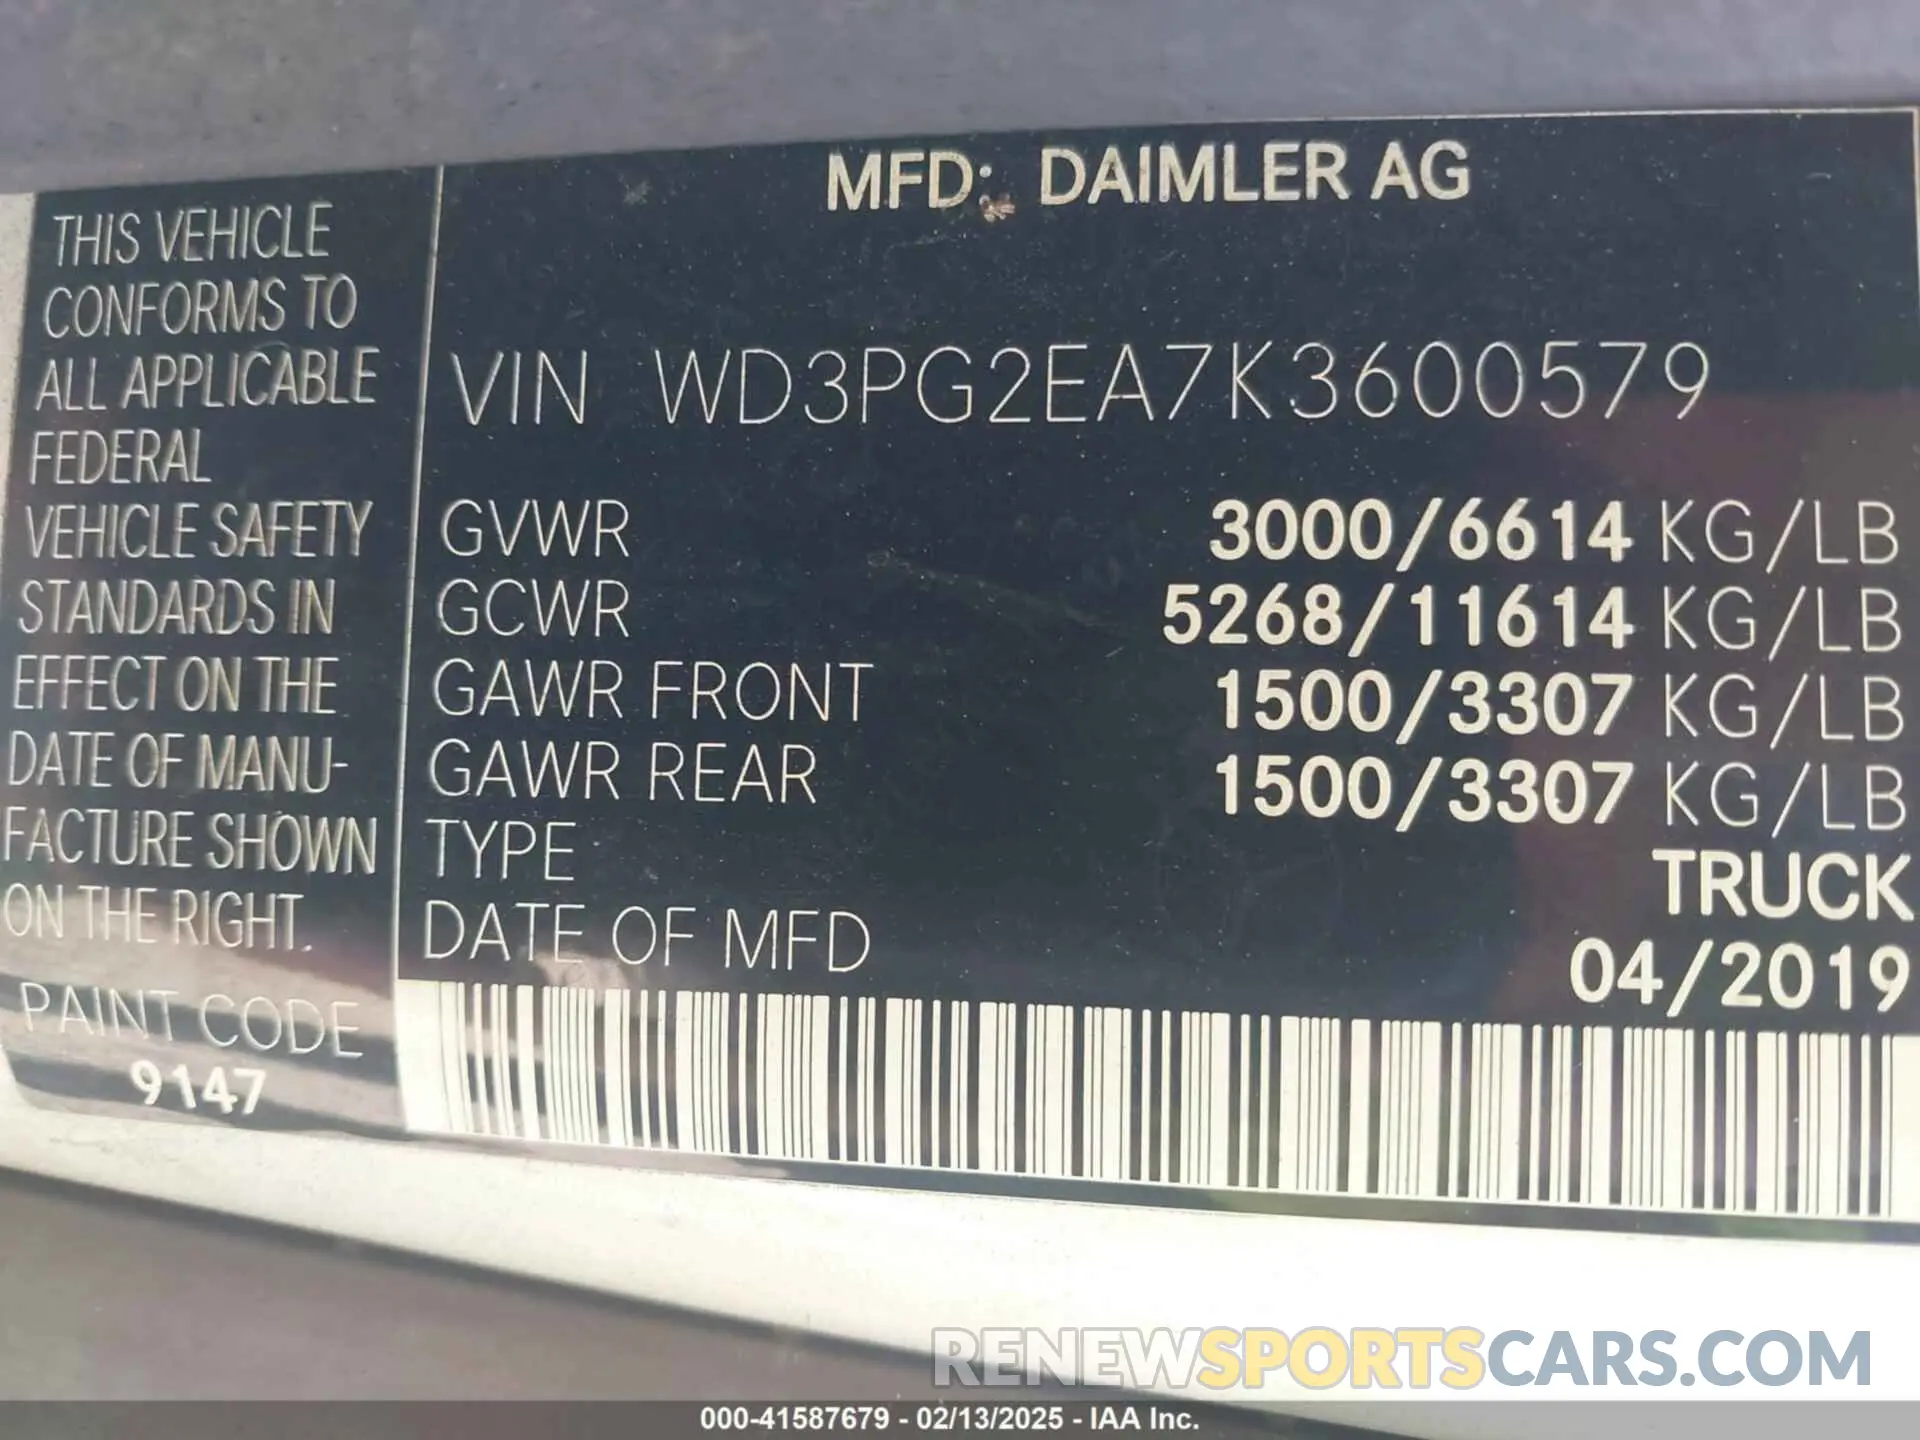 MFD: DAIMLER AG
THIS VEHICLE
CONFORMS TO
ALL APPLICABLE
FEDERAL
VEHICLE SAFETY
STANDARDS IN
EFFECT ON THE
DATE OF MANU-
FACTURE SHOWN
ON THE RIGHT.
PAINT CODE
9147
VIN WD3PG2EA7K3600579
GVWR 3000/6614 KG/LB
GCWR 5268/11614 KG/LB
GAWR FRONT 1500/3307 KG/LB
GAWR REAR 1500/3307 KG/LB
TYPE TRUCK
DATE OF MFD 04/2019
RENEWSPORTSCARS.COM
000-41587679 - 02/13/2025 - IAA Inc.